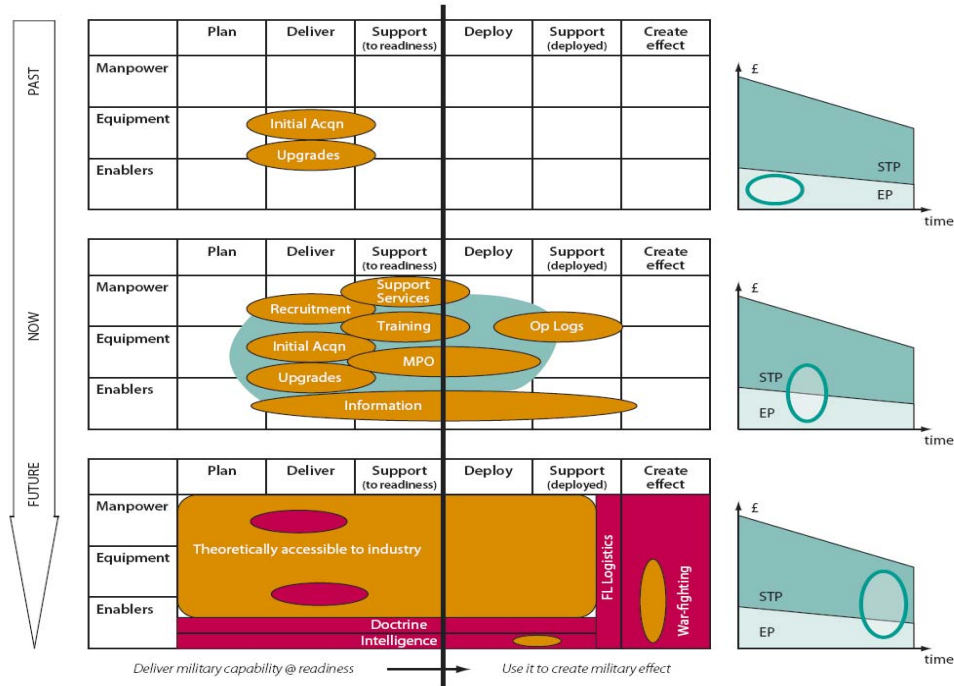 PAST
Plan
Deliver
Support
(to readiness)
Deploy
Support
(deployed)
Create
effect
Manpower
Equipment
Enablers
Initial Acqn
Upgrades
£
STP
EP
time
NOW
Plan
Deliver
Support
(to readiness)
Deploy
Support
(deployed)
Create
effect
Manpower
Equipment
Enablers
Support
Services
Recruitment
Training
Op Logs
Initial Acqn
MPO
Upgrades
Information
£
STP
EP
time
FUTURE
Plan
Deliver
Support
(to readiness)
Deploy
Support
(deployed)
Create
effect
Manpower
Equipment
Enablers
Theoretically accessible to industry
FL Logistics
War-fighting
Doctrine
Intelligence
£
STP
EP
time
Deliver military capability @ readiness
Use it to create military effect